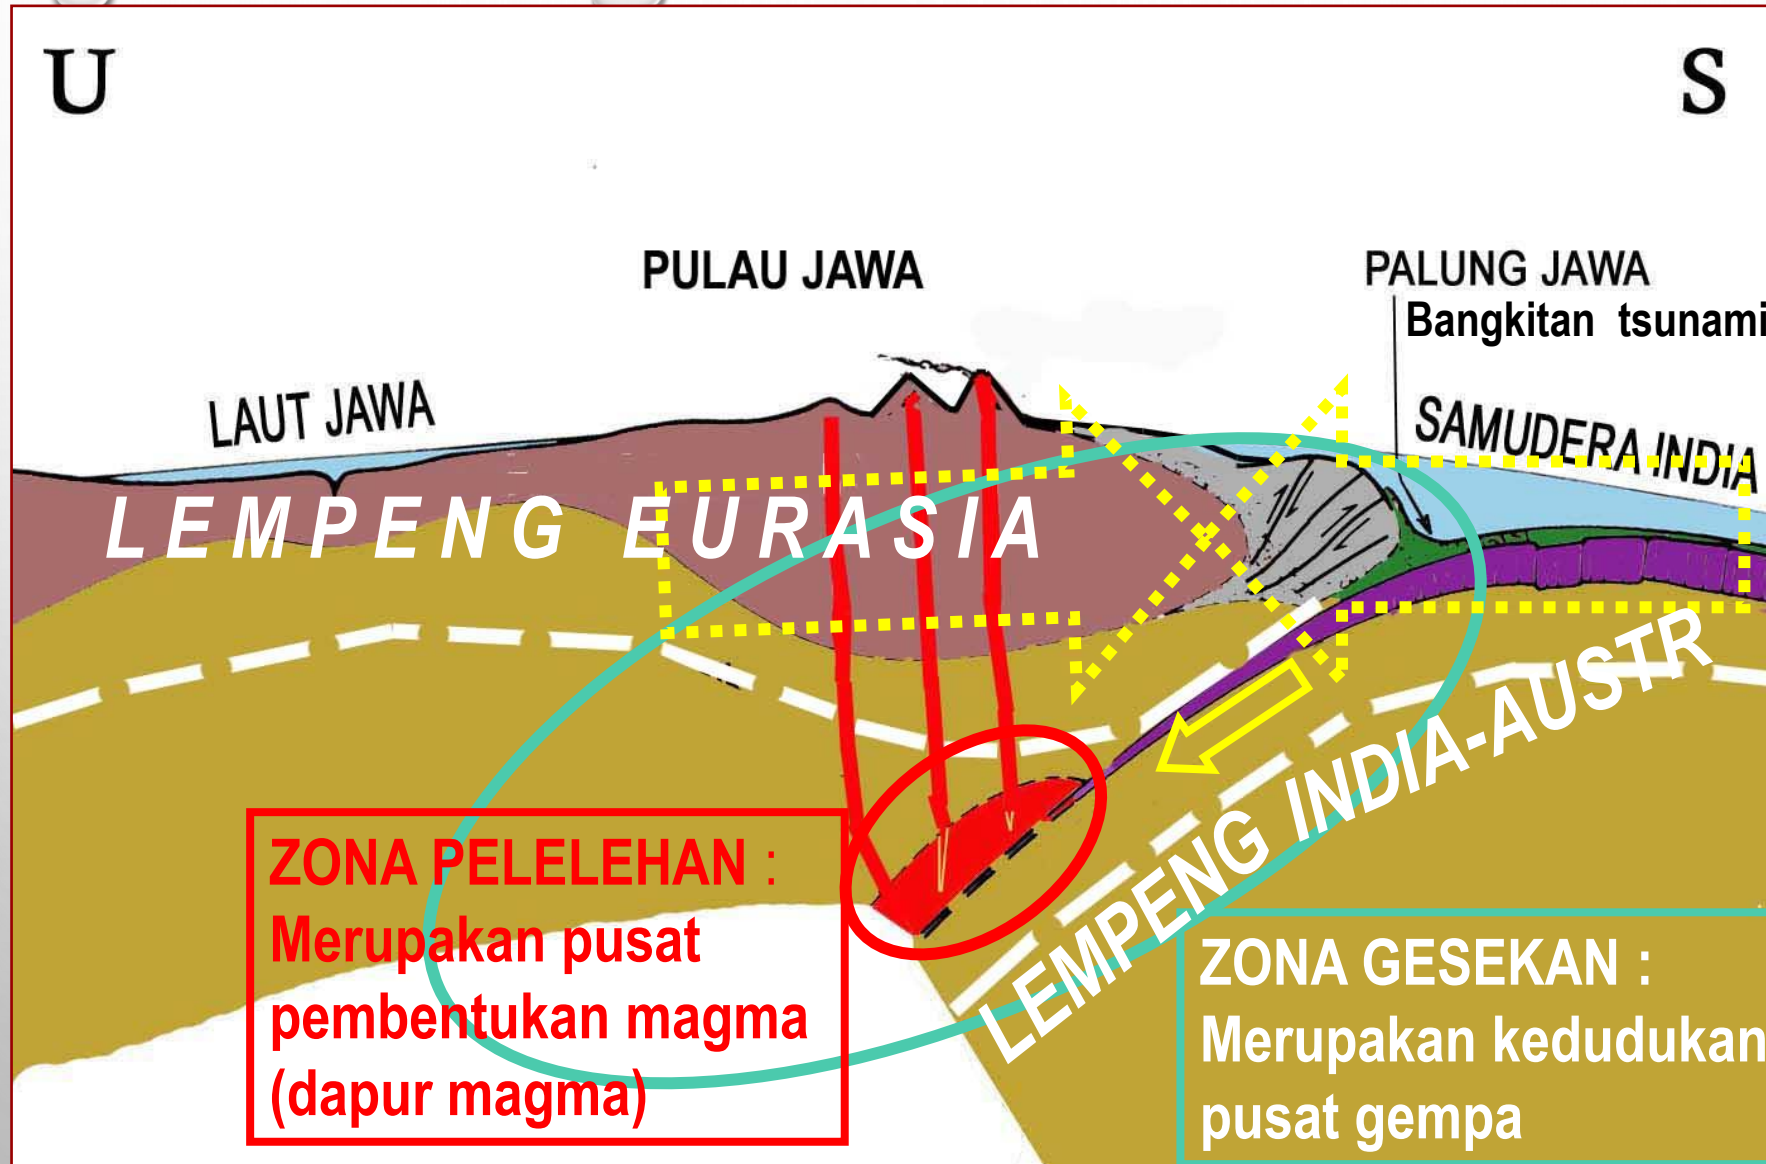 U
S
PULAU JAWA
PALUNG JAWA
Bangkitan tsunami
LAUT JAWA
SAMUDERA INDIA
LEMPENG EURASIA
LEMPENG INDIA-AUSTR
ZONA PELELEHAN :
Merupakan pusat
pembentukan magma
(dapur magma)
ZONA GESEKAN :
Merupakan kedudukan
pusat gempa